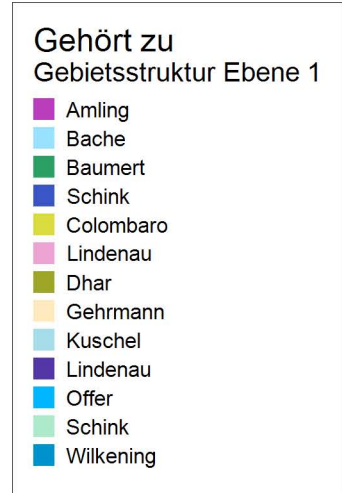 Gehört zu
Gebietsstruktur Ebene 1
Amling
Bache
Baumert
Schink
Colombaro
Lindenau
Dhar
Gehrmann
Kuschel
Lindenau
Offer
Schink
Wilkening